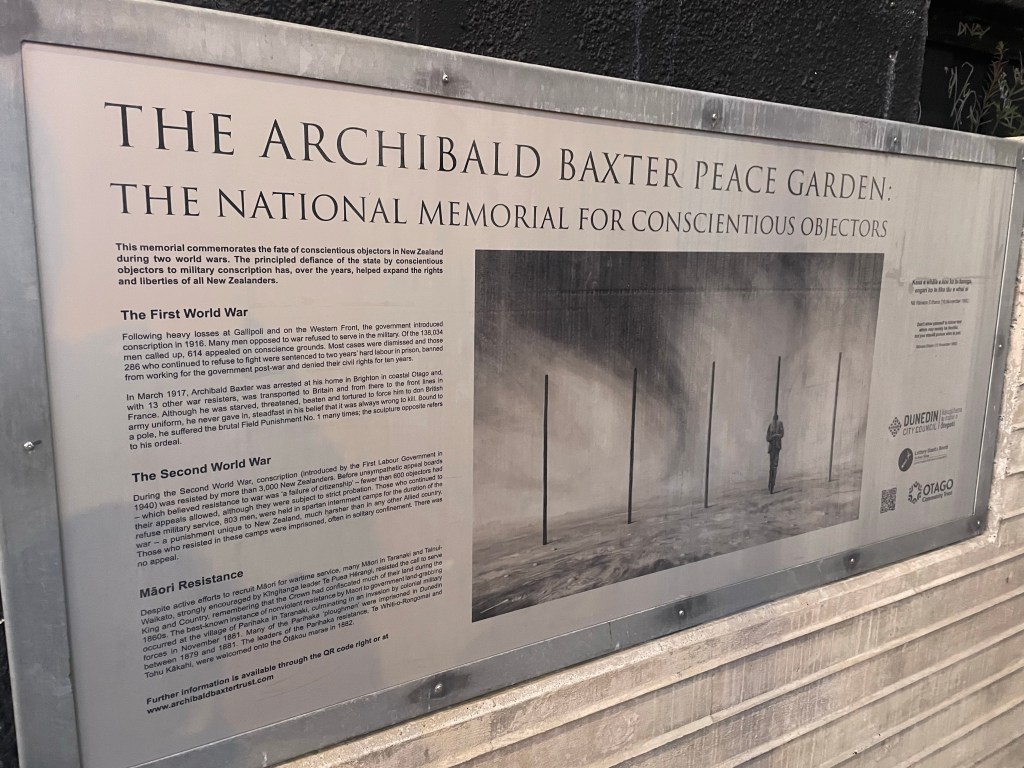 THE ARCHIBALD BAXTER PEACE GARDEN:
THE NATIONAL MEMORIAL FOR CONSCIENTIOUS OBJECTORS
This memorial commemorates the fate of conscientious objectors in New Zealand
during two world wars. The principled defiance of the state by conscientious
objectors to military conscription has, over the years, helped expand the rights
and liberties of all New Zealanders.
The First World War
Following heavy losses at Gallipoli and on the Western Front, the government introduced
conscription in 1916. Many men opposed to war refused to serve in the military. Of the 138,034
men called up, 614 appealed on conscience grounds. Most cases were dismissed and those
286 who continued to refuse to fight were sentenced to two years' hard labour in prison, banned
from working for the government post-war and denied their civil rights for ten years.
In March 1917, Archibald Baxter was arrested at his home in Brighton in coastal Otago and,
with 13 other war resisters, was transported to Britain and from there to the front lines in
France. Although he was starved, threatened, beaten and tortured to force him to don British
army uniform, he never gave in, steadfast in his belief that it was always wrong to kill. Bound to
a pole, he suffered the brutal Field Punishment No. 1 many times; the sculpture opposite refers
to his ordeal.
The Second World War
During the Second World War, conscription (introduced by the First Labour Government in
1940) was resisted by more than 3,000 New Zealanders. Before unsympathetic appeal boards
– which believed resistance to war was 'a failure of citizenship' – fewer than 600 objectors had
their appeals allowed, although they were subject to strict probation. Those who continued to
refuse military service, 803 men, were held in spartan internment camps for the duration of the
war – a punishment unique to New Zealand, much harsher than in any other Allied country.
Those who resisted in these camps were imprisoned, often in solitary confinement. There was
no appeal.
Māori Resistance
Despite active efforts to recruit Māori for wartime service, many Māori in Taranaki and Tainui-
Waikato, strongly encouraged by Kīngitanga leader Te Puea Hērangi, resisted the call to serve
King and Country, remembering that the Crown had confiscated much of their land during the
1860s. The best-known instance of nonviolent resistance by Māori to government land-grabbing
occurred at the village of Parihaka in Taranaki, culminating in an invasion by colonial military
forces in November 1881. Many of the Parihaka 'ploughmen' were imprisoned in Dunedin
between 1879 and 1881. The leaders of the Parihaka resistance, Te Whiti-o-Rongomai and
Tohu Kākahi, were welcomed onto the Ōtākou marae in 1882.
Further information is available through the QR code right or at
www.archibaldbaxtertrust.com
DUNEDIN
CITY COUNCIL
OTAGO
Community Trust